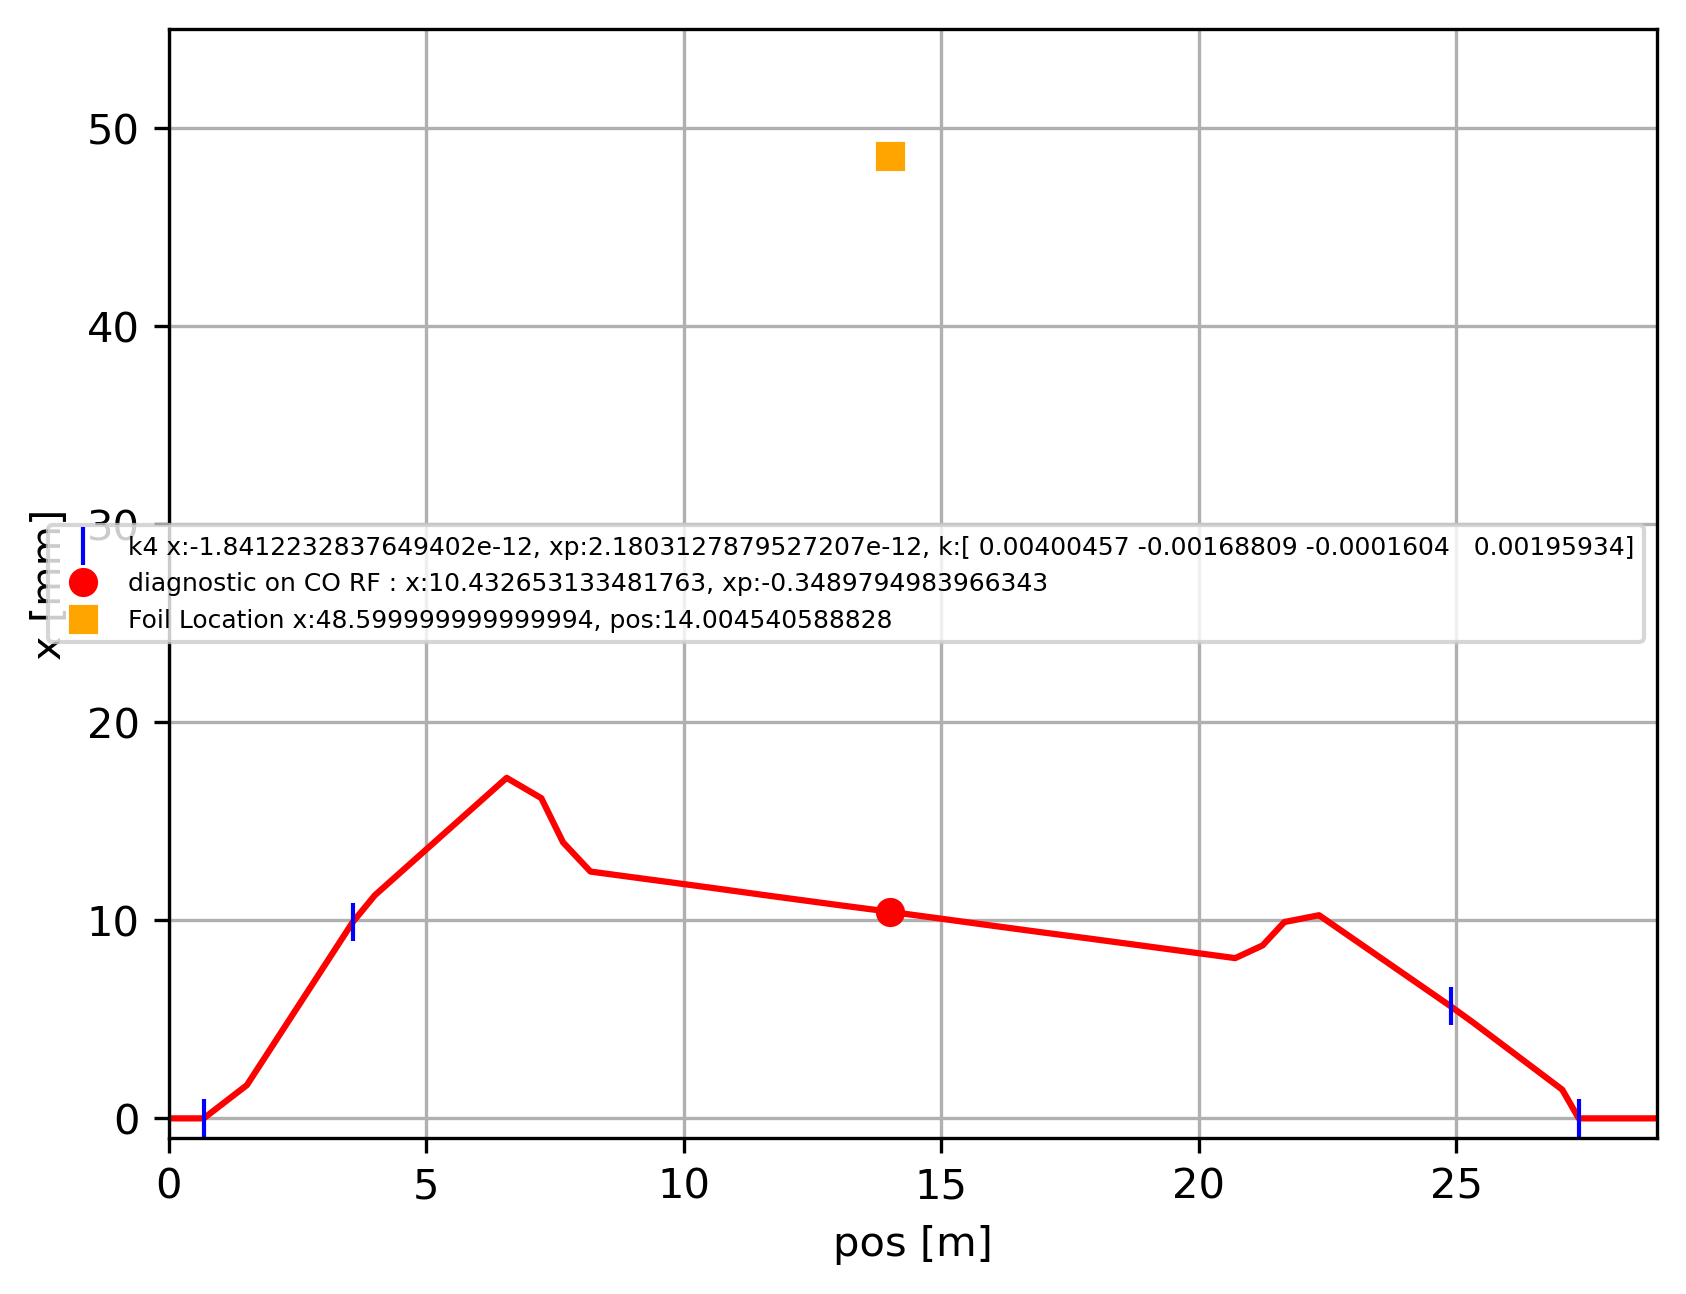 50
40
30
20
10
0
x [mm]
k4 x:-1.8412232837649402e-12, xp:2.1803127879527207e-12, k:[ 0.00400457 -0.00168809 -0.0001604   0.00195934]
diagnostic on CO RF : x:10.432653133481763, xp:-0.3489794983966343
Foil Location x:48.599999999999994, pos:14.004540588828
0 5 10 15 20 25
pos [m]